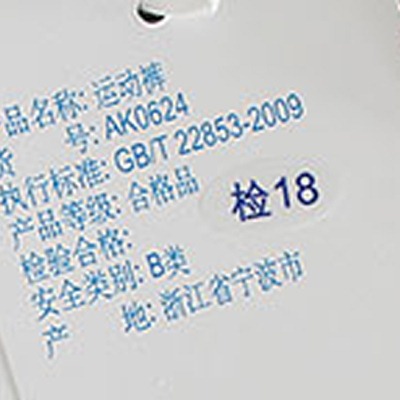 品名称: 运动裤
货 号: AK0624
执行标准: GB/T 22853-2009
产品等级: 合格品
检验合格: 检18
安全类别: B类
产 地: 浙江省宁波市